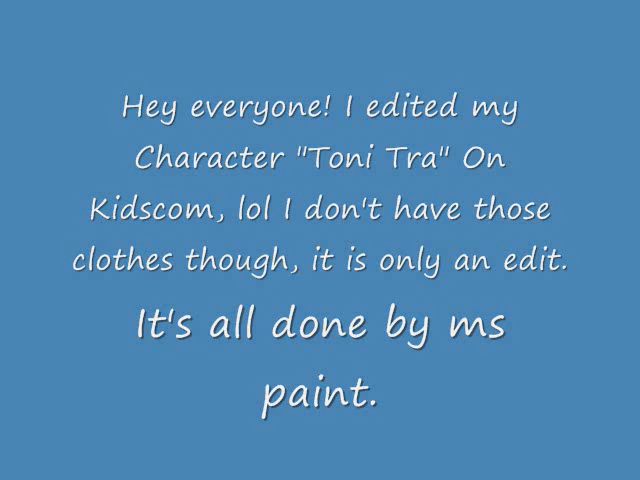 Hey everyone! I edited my
Character "Toni Tra" On
Kidscom, lol I don't have those
clothes though, it is only an edit.
It's all done by ms
paint.